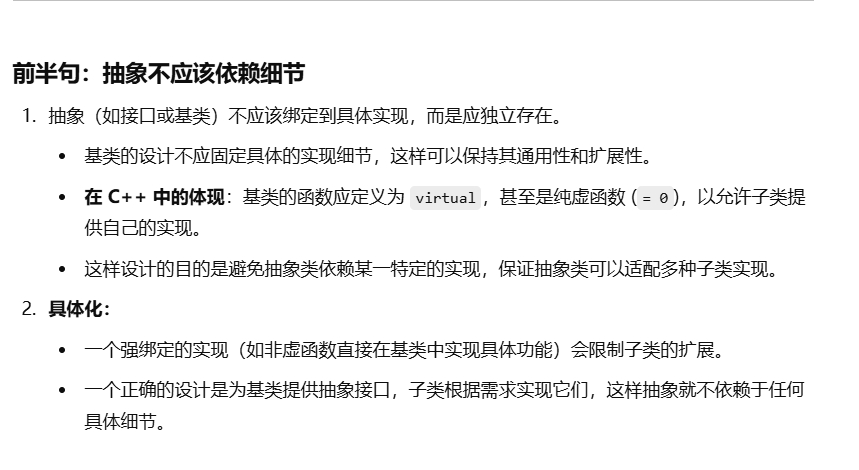 前半句：抽象不应该依赖细节
1. 抽象（如接口或基类）不应该绑定到具体实现，而是应独立存在。
• 基类的设计不应固定具体的实现细节，这样可以保持其通用性和扩展性。
• 在 C++ 中的体现：基类的函数应定义为 virtual，甚至是纯虚函数 (= 0)，以允许子类提
供自己的实现。
• 这样设计的目的是避免抽象类依赖某一特定的实现，保证抽象类可以适配多种子类实现。
2. 具体化：
• 一个强绑定的实现（如非虚函数直接在基类中实现具体功能）会限制子类的扩展。
• 一个正确的设计是为基类提供抽象接口，子类根据需求实现它们，这样抽象就不依赖于任何
具体细节。